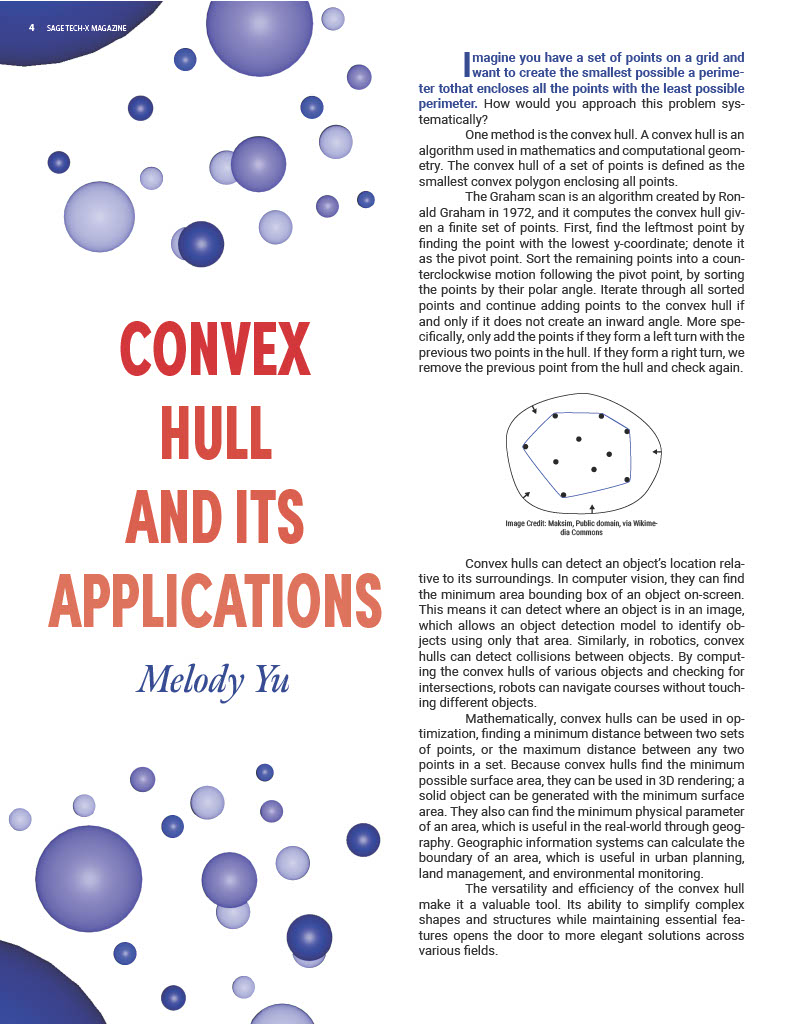 4 SAGE TECH-X MAGAZINE
CONVEX
HULL
AND ITS
APPLICATIONS
Melody Yu
Imagine you have a set of points on a grid and
want to create the smallest possible a perime-
ter tothat encloses all the points with the least possible
perimeter. How would you approach this problem sys-
tematically?
One method is the convex hull. A convex hull is an
algorithm used in mathematics and computational geom-
etry. The convex hull of a set of points is defined as the
smallest convex polygon enclosing all points.
The Graham scan is an algorithm created by Ron-
ald Graham in 1972, and it computes the convex hull giv-
en a finite set of points. First, find the leftmost point by
finding the point with the lowest y-coordinate; denote it
as the pivot point. Sort the remaining points into a coun-
terclockwise motion following the pivot point, by sorting
the points by their polar angle. Iterate through all sorted
points and continue adding points to the convex hull if
and only if it does not create an inward angle. More spe-
cifically, only add the points if they form a left turn with the
previous two points in the hull. If they form a right turn, we
remove the previous point from the hull and check again.
Image Credit: Maksim, Public domain, via Wikime-
dia Commons
Convex hulls can detect an object's location rela-
tive to its surroundings. In computer vision, they can find
the minimum area bounding box of an object on-screen.
This means it can detect where an object is in an image,
which allows an object detection model to identify ob-
jects using only that area. Similarly, in robotics, convex
hulls can detect collisions between objects. By comput-
ing the convex hulls of various objects and checking for
intersections, robots can navigate courses without touch-
ing different objects.
Mathematically, convex hulls can be used in op-
timization, finding a minimum distance between two sets
of points, or the maximum distance between any two
points in a set. Because convex hulls find the minimum
possible surface area, they can be used in 3D rendering; a
solid object can be generated with the minimum surface
area. They also can find the minimum physical parameter
of an area, which is useful in the real-world through geog-
raphy. Geographic information systems can calculate the
boundary of an area, which is useful in urban planning,
land management, and environmental monitoring.
The versatility and efficiency of the convex hull
make it a valuable tool. Its ability to simplify complex
shapes and structures while maintaining essential fea-
tures opens the door to more elegant solutions across
various fields.